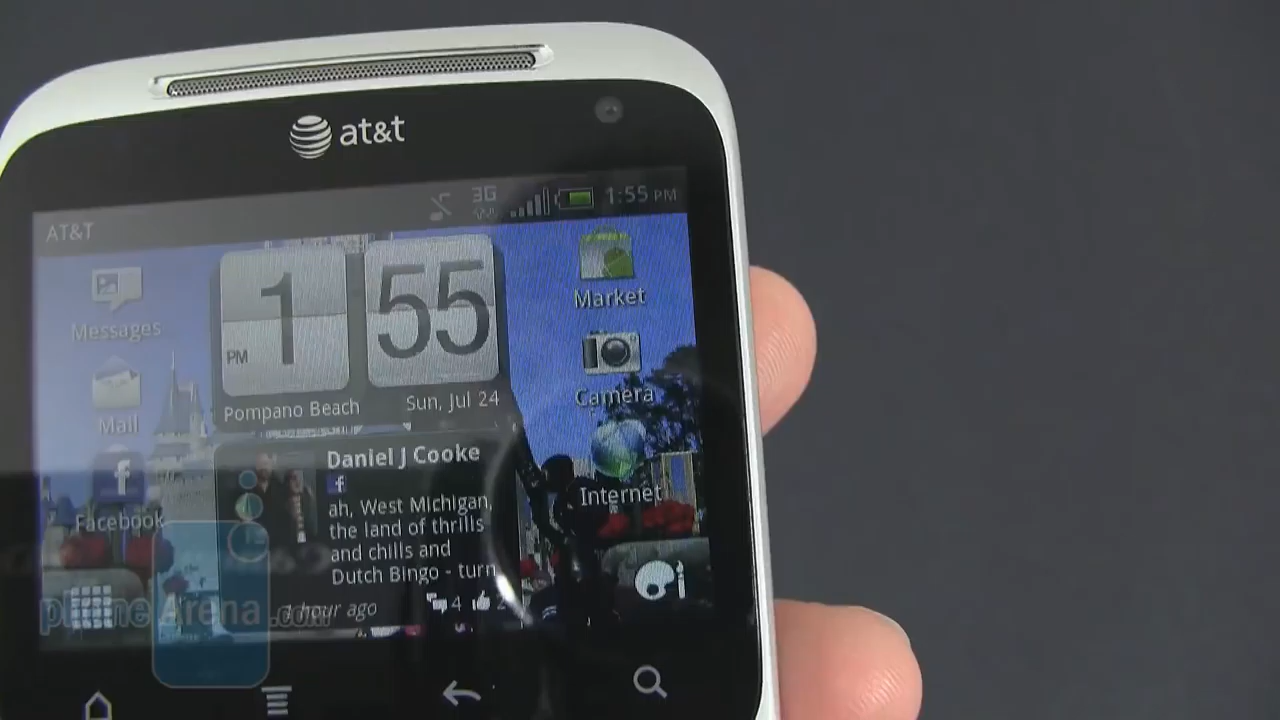 at&t
3G
1:55 PM
AT&T
Messages
Mail
Facebook
1
PM
55
Pompano Beach
Sun, Jul 24
Daniel J Cooke
f
ah, West Michigan,
the land of thrills
and chills and
Dutch Bingo - turn
1 hour ago
4
2
Market
Camera
Internet
phoneArena.com